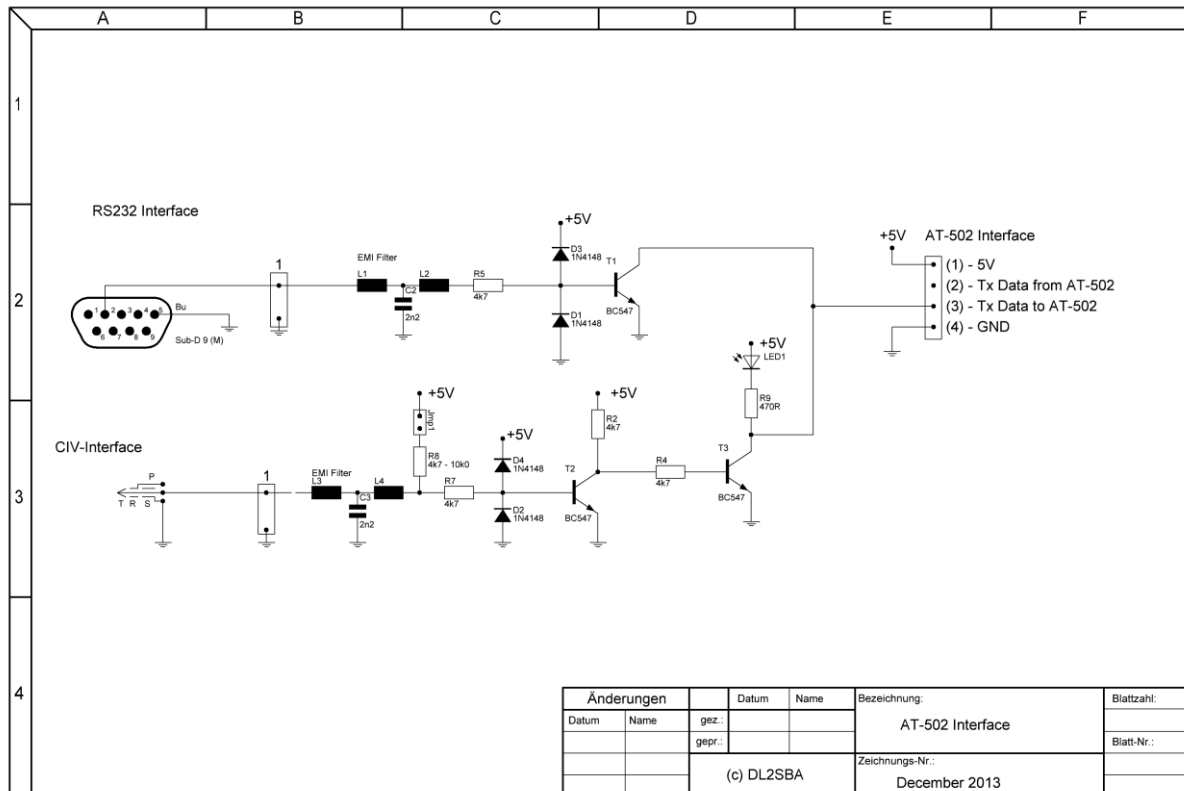 A B C D E F
1
2
3
4
RS232 Interface
1 2 3 4 5
6 7 8 9
Bu
Sub-D 9 (M)
1
EMI Filter
L1
C2
2n2
L2
R5
4k7
+5V
D3
1N4148
D1
1N4148
T1
BC547
+5V
AT-502 Interface
(1) - 5V
(2) - Tx Data from AT-502
(3) - Tx Data to AT-502
(4) - GND
CIV-Interface
P
T R S
1
EMI Filter
L3
C3
2n2
L4
+5V
Jmp1
R8
4k7 - 10k0
R7
4k7
+5V
D4
1N4148
D2
1N4148
T2
BC547
+5V
R2
4k7
R4
4k7
T3
BC547
+5V
LED1
R9
470R
Änderungen
Datum Name
Datum Name
gez.:
gepr.:
(c) DL2SBA
Bezeichnung:
AT-502 Interface
Zeichnungs-Nr.:
December 2013
Blattzahl:
Blatt-Nr.: